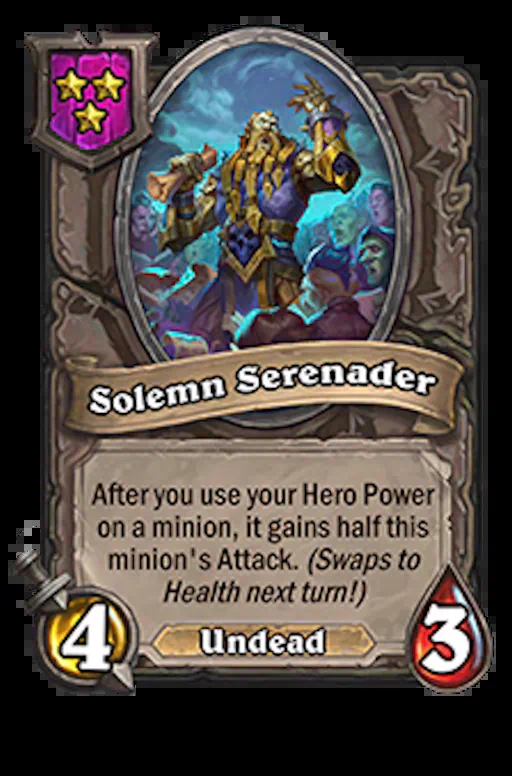 Solemn Serenader
After you use your Hero Power
on a minion, it gains half this
minion's Attack. (Swaps to
Health next turn!)
4
Undead
3